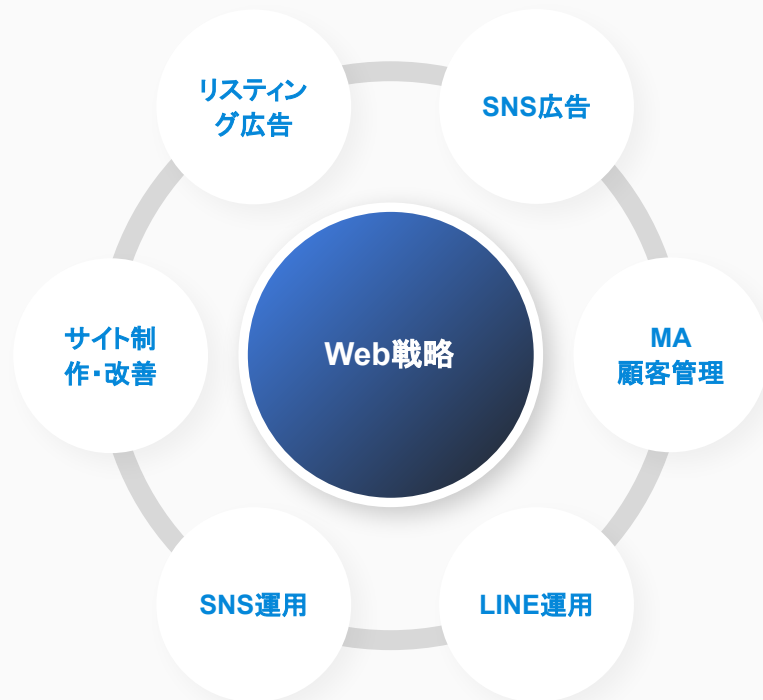 リスティン
グ広告
SNS広告
サイト制
作・改善
Web戦略
MA
顧客管理
SNS運用
LINE運用